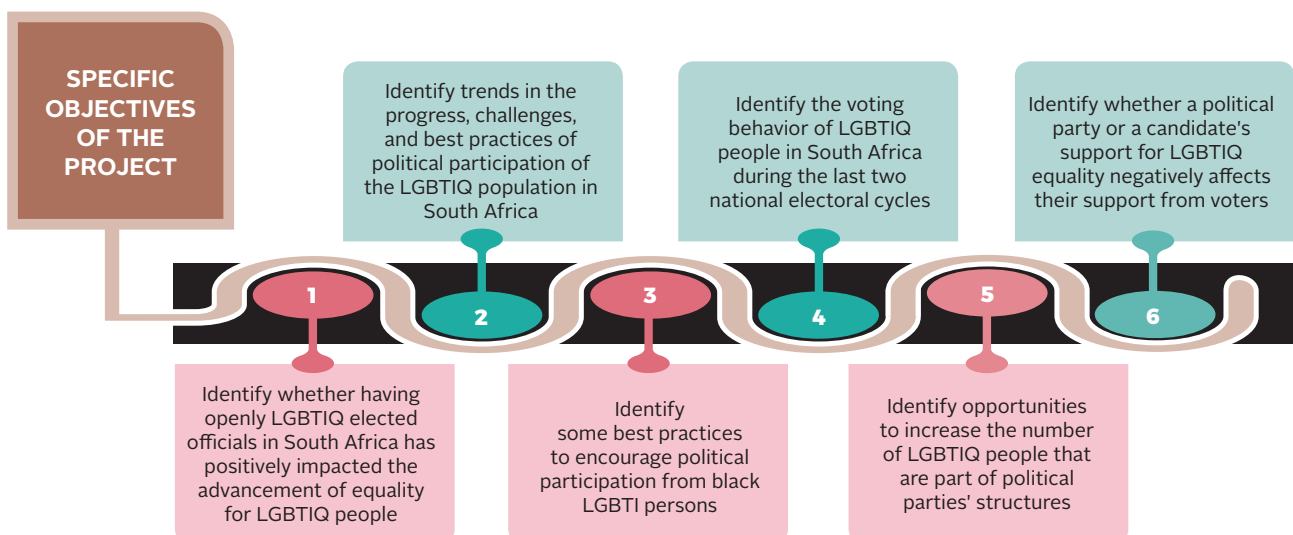 SPECIFIC
OBJECTIVES
OF THE
PROJECT
1
Identify whether having
openly LGBTIQ elected
officials in South Africa has
positively impacted the
advancement of equality
for LGBTIQ people
2
Identify trends in the
progress, challenges,
and best practices of
political participation of
the LGBTIQ population in
South Africa
3
Identify
some best practices
to encourage political
participation from black
LGBTI persons
4
Identify the voting
behavior of LGBTIQ
people in South Africa
during the last two
national electoral cycles
5
Identify opportunities
to increase the number
of LGBTIQ people that
are part of political
parties' structures
6
Identify whether a political
party or a candidate's
support for LGBTIQ
equality negatively affects
their support from voters